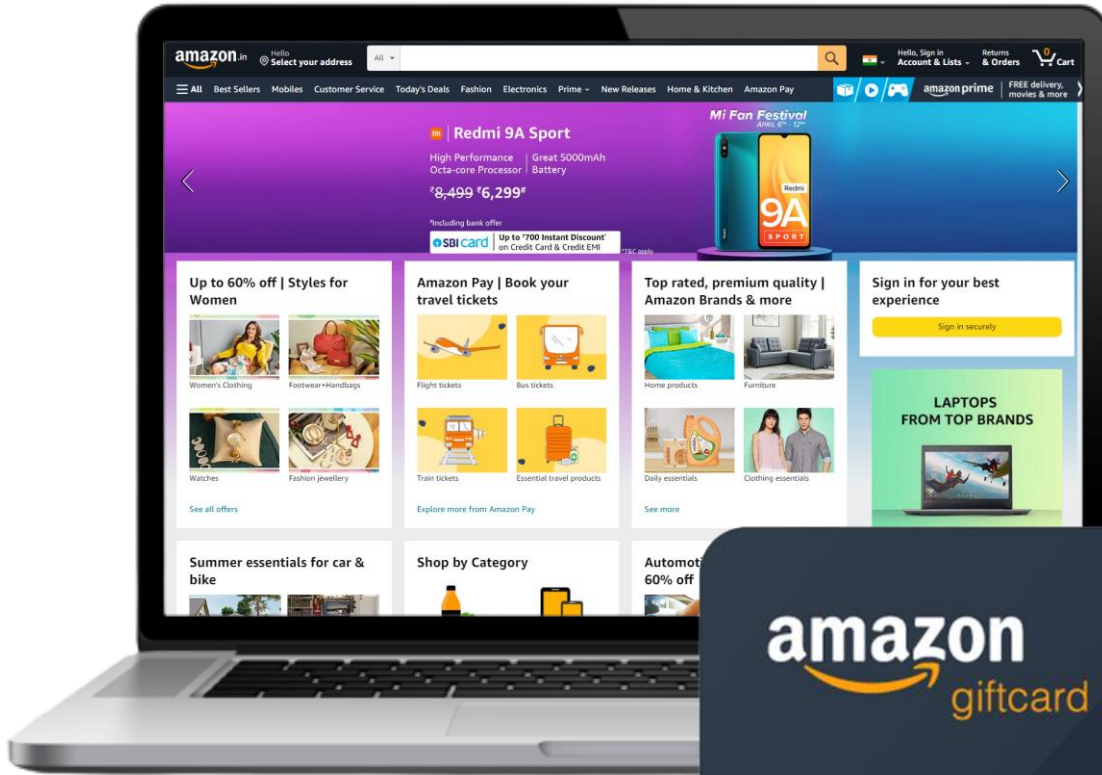 amazon.in
Hello
Select your address
All
Hello, Sign in
Account & Lists
Returns
& Orders
0
Cart
All Best Sellers Mobiles Customer Service Today's Deals Fashion Electronics Prime New Releases Home & Kitchen Amazon Pay
amazon prime
FREE delivery,
movies & more
mi Redmi 9A Sport
Mi Fan Festival
APRIL 6TH - 12TH
High Performance
Octa-core Processor
Great 5000mAh
Battery
₹8,499 ₹6,299#
Redmi
9A
SPORT
#Including bank offer
SBI card
Up to ₹700 Instant Discount*
on Credit Card & Credit EMI
*T&C apply
Up to 60% off | Styles for
Women
Women's Clothing
Footwear+Handbags
Watches
Fashion jewellery
See all offers
Amazon Pay | Book your
travel tickets
Flight tickets
Bus tickets
Train tickets
Essential travel products
Explore more from Amazon Pay
Top rated, premium quality |
Amazon Brands & more
Home products
Furniture
Daily essentials
Clothing essentials
See more
Sign in for your best
experience
Sign in securely
LAPTOPS
FROM TOP BRANDS
Summer essentials for car &
bike
Shop by Category
Automoti
60% off
amazon
giftcard